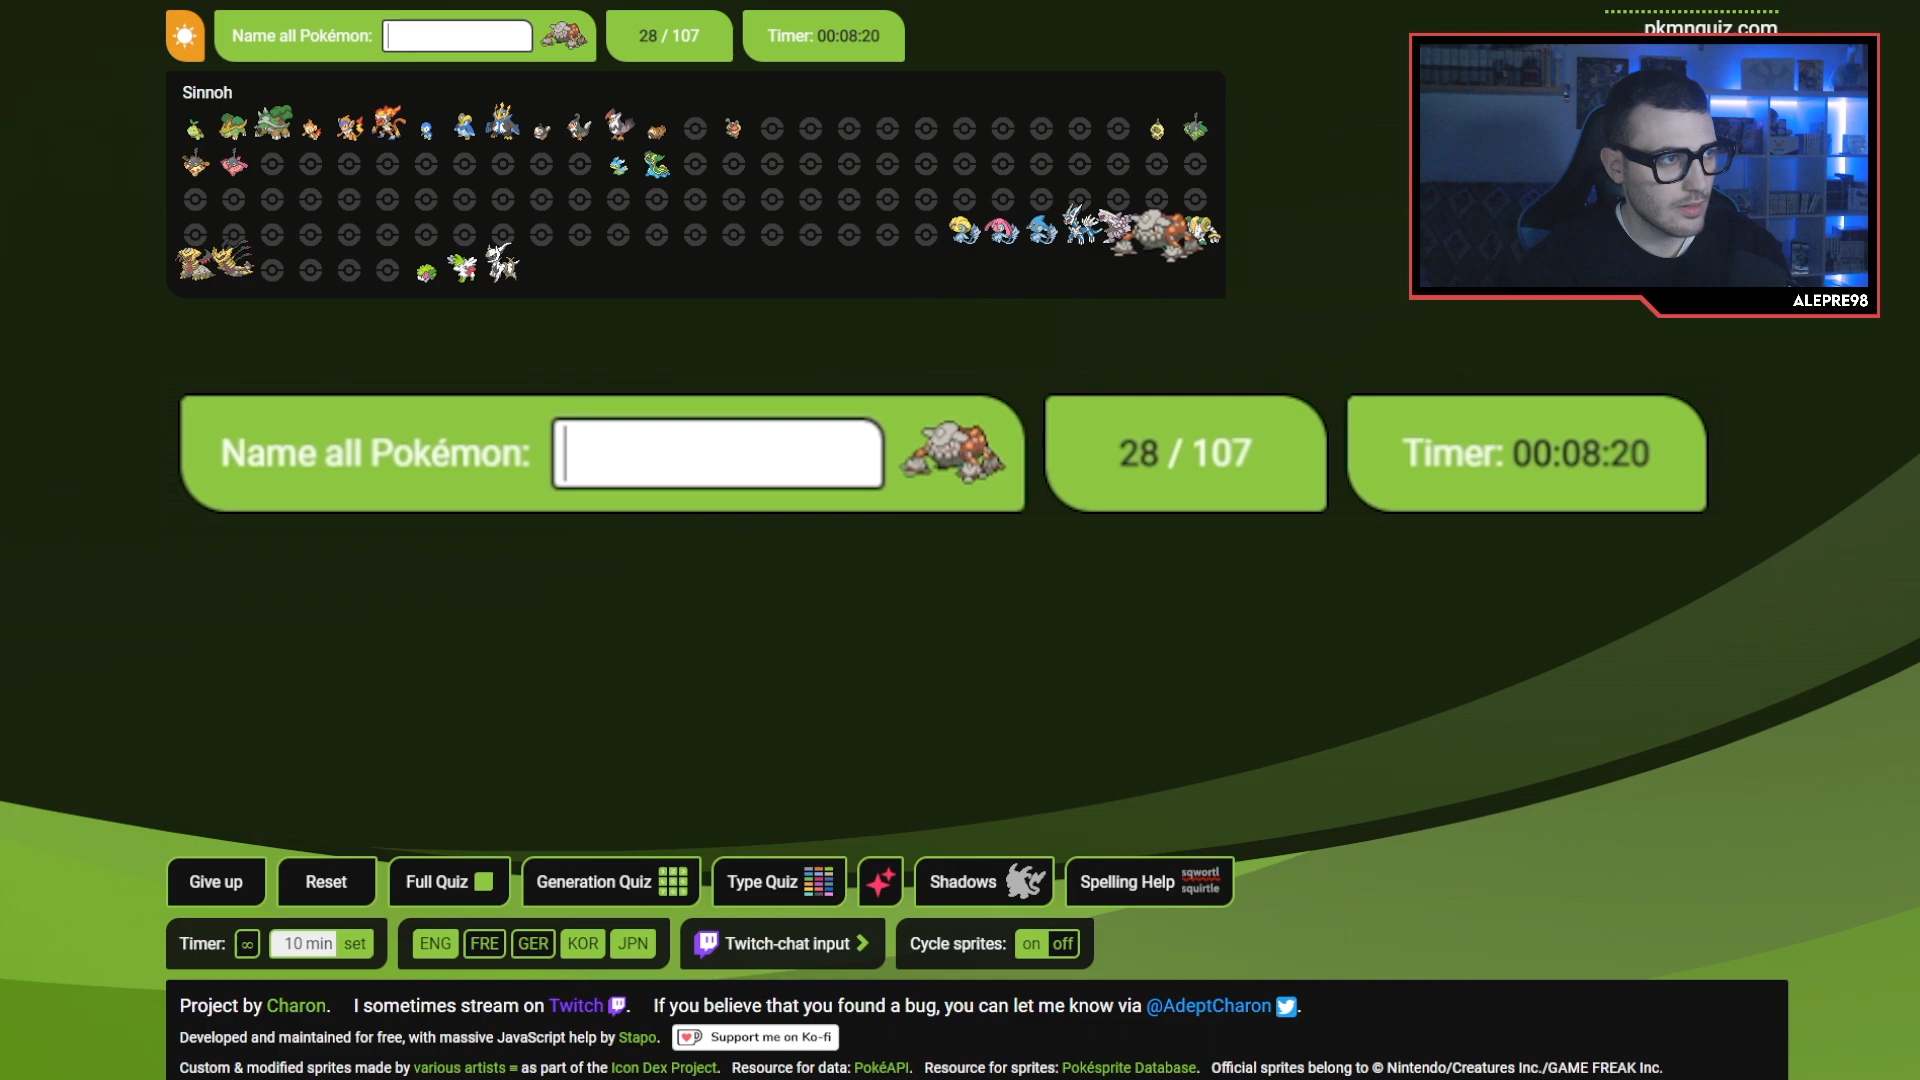 Name all Pokémon:
28 / 107
Timer: 00:08:20
pkmnquiz.com
Sinnoh
ALEPRE98
Name all Pokémon:
28 / 107
Timer: 00:08:20
Give up
Reset
Full Quiz
Generation Quiz
Type Quiz
Shadows
Spelling Help
sqwortl
squirtle
Timer: ∞ 10 min set
ENG FRE GER KOR JPN
Twitch-chat input
Cycle sprites: on off
Project by Charon. I sometimes stream on Twitch. If you believe that you found a bug, you can let me know via @AdeptCharon.
Developed and maintained for free, with massive JavaScript help by Stapo. Support me on Ko-fi
Custom & modified sprites made by various artists = as part of the Icon Dex Project. Resource for data: PokéAPI. Resource for sprites: Pokésprite Database. Official sprites belong to © Nintendo/Creatures Inc./GAME FREAK Inc.